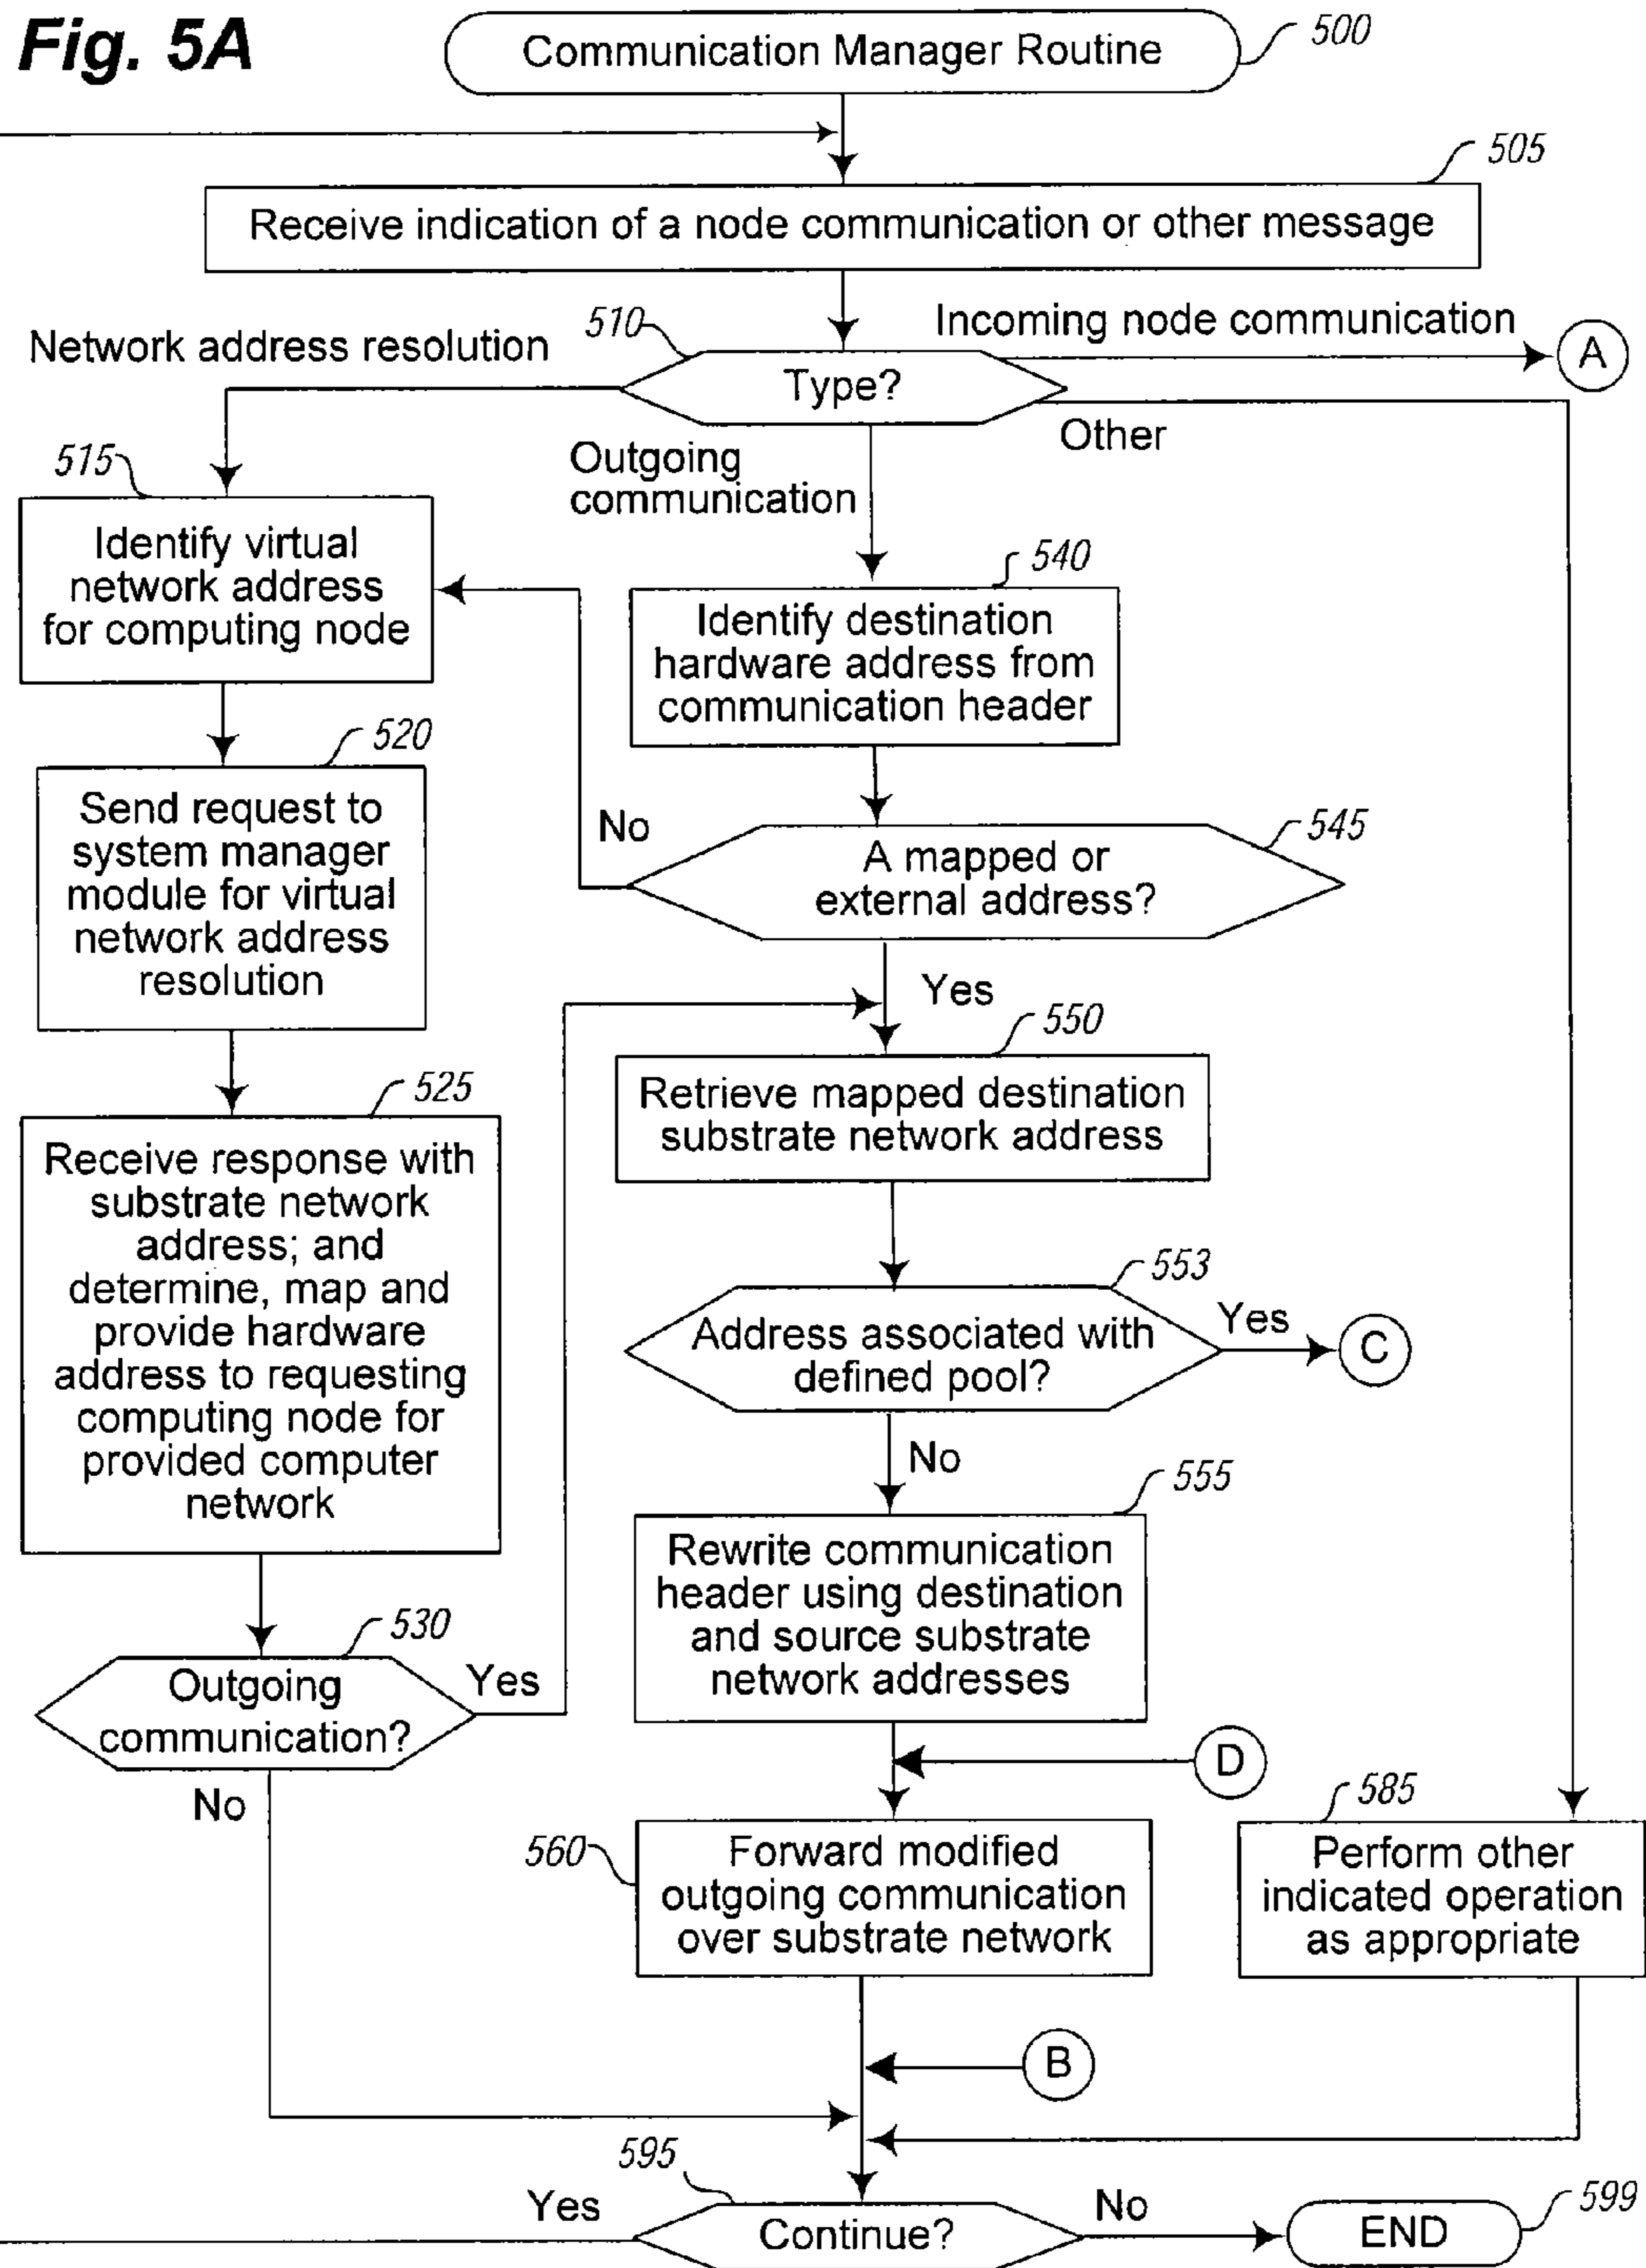 Fig. 5A
Communication Manager Routine
500
505
Receive indication of a node communication or other message
Network address resolution
510
Incoming node communication
A
Type?
Other
Outgoing
communication
515
Identify virtual
network address
for computing node
540
Identify destination
hardware address from
communication header
520
Send request to
system manager
module for virtual
network address
resolution
No
545
A mapped or
external address?
Yes
550
Retrieve mapped destination
substrate network address
525
Receive response with
substrate network
address; and
determine, map and
provide hardware
address to requesting
computing node for
provided computer
network
553
Address associated with
defined pool?
Yes
C
No
555
Rewrite communication
header using destination
and source substrate
network addresses
530
Outgoing
communication?
Yes
No
D
560
Forward modified
outgoing communication
over substrate network
585
Perform other
indicated operation
as appropriate
B
595
Yes
Continue?
No
END
599